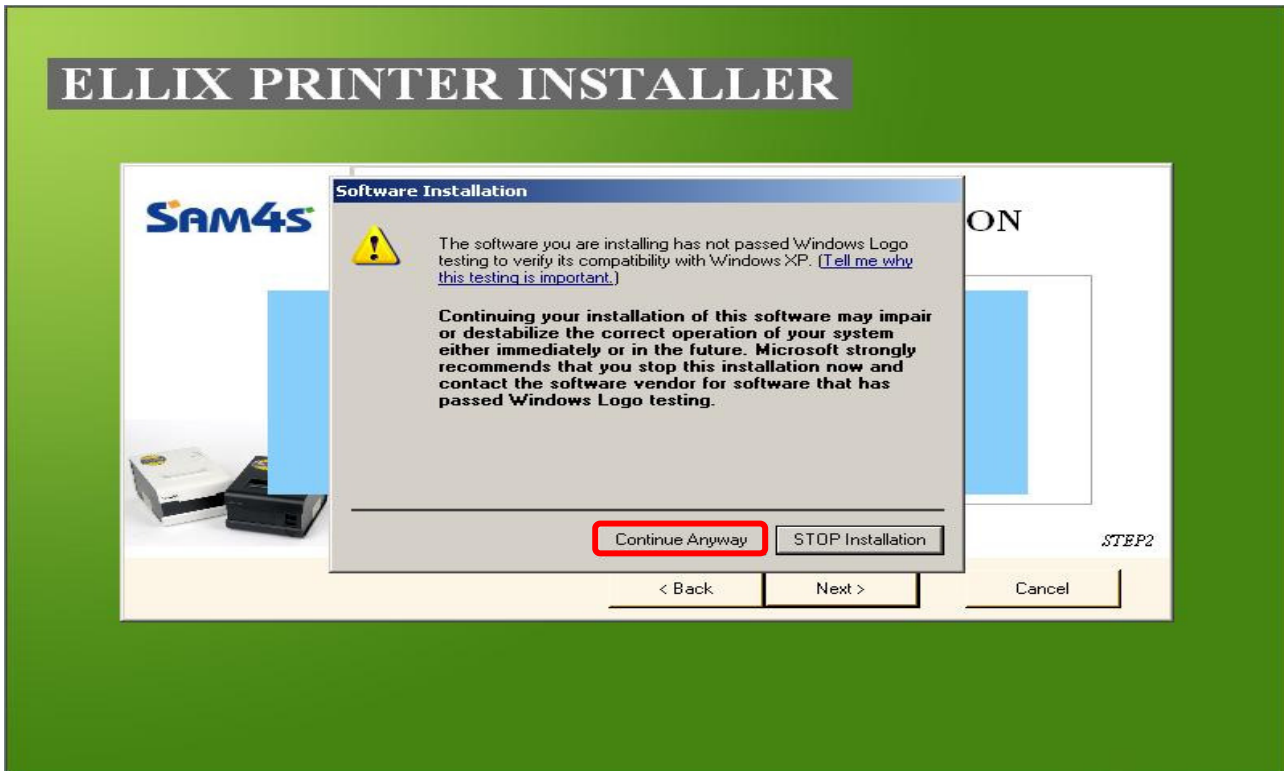 ELLIX PRINTER INSTALLER
SAM4S
Software Installation
ON
The software you are installing has not passed Windows Logo
testing to verify its compatibility with Windows XP. (Tell me why
this testing is important.)
Continuing your installation of this software may impair
or destabilize the correct operation of your system
either immediately or in the future. Microsoft strongly
recommends that you stop this installation now and
contact the software vendor for software that has
passed Windows Logo testing.
Continue Anyway STOP Installation
STEP2
< Back Next > Cancel